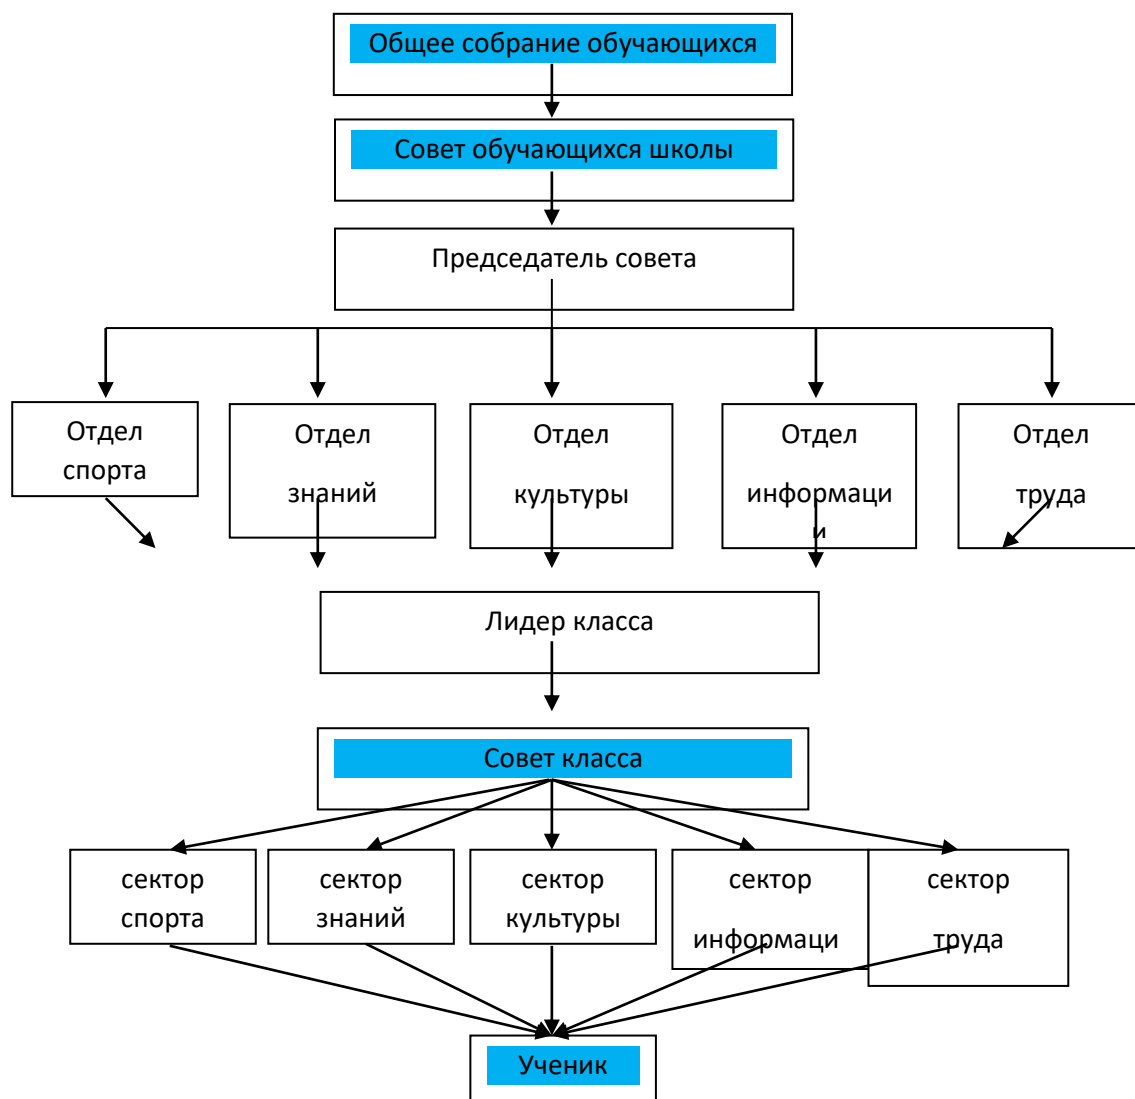 Общее собрание обучающихся
Совет обучающихся школы
Председатель совета
Отдел
спорта
Отдел
знаний
Отдел
культуры
Отдел
информаци
и
Отдел
труда
Лидер класса
Совет класса
сектор
спорта
сектор
знаний
сектор
культуры
сектор
информаци
сектор
труда
Ученик